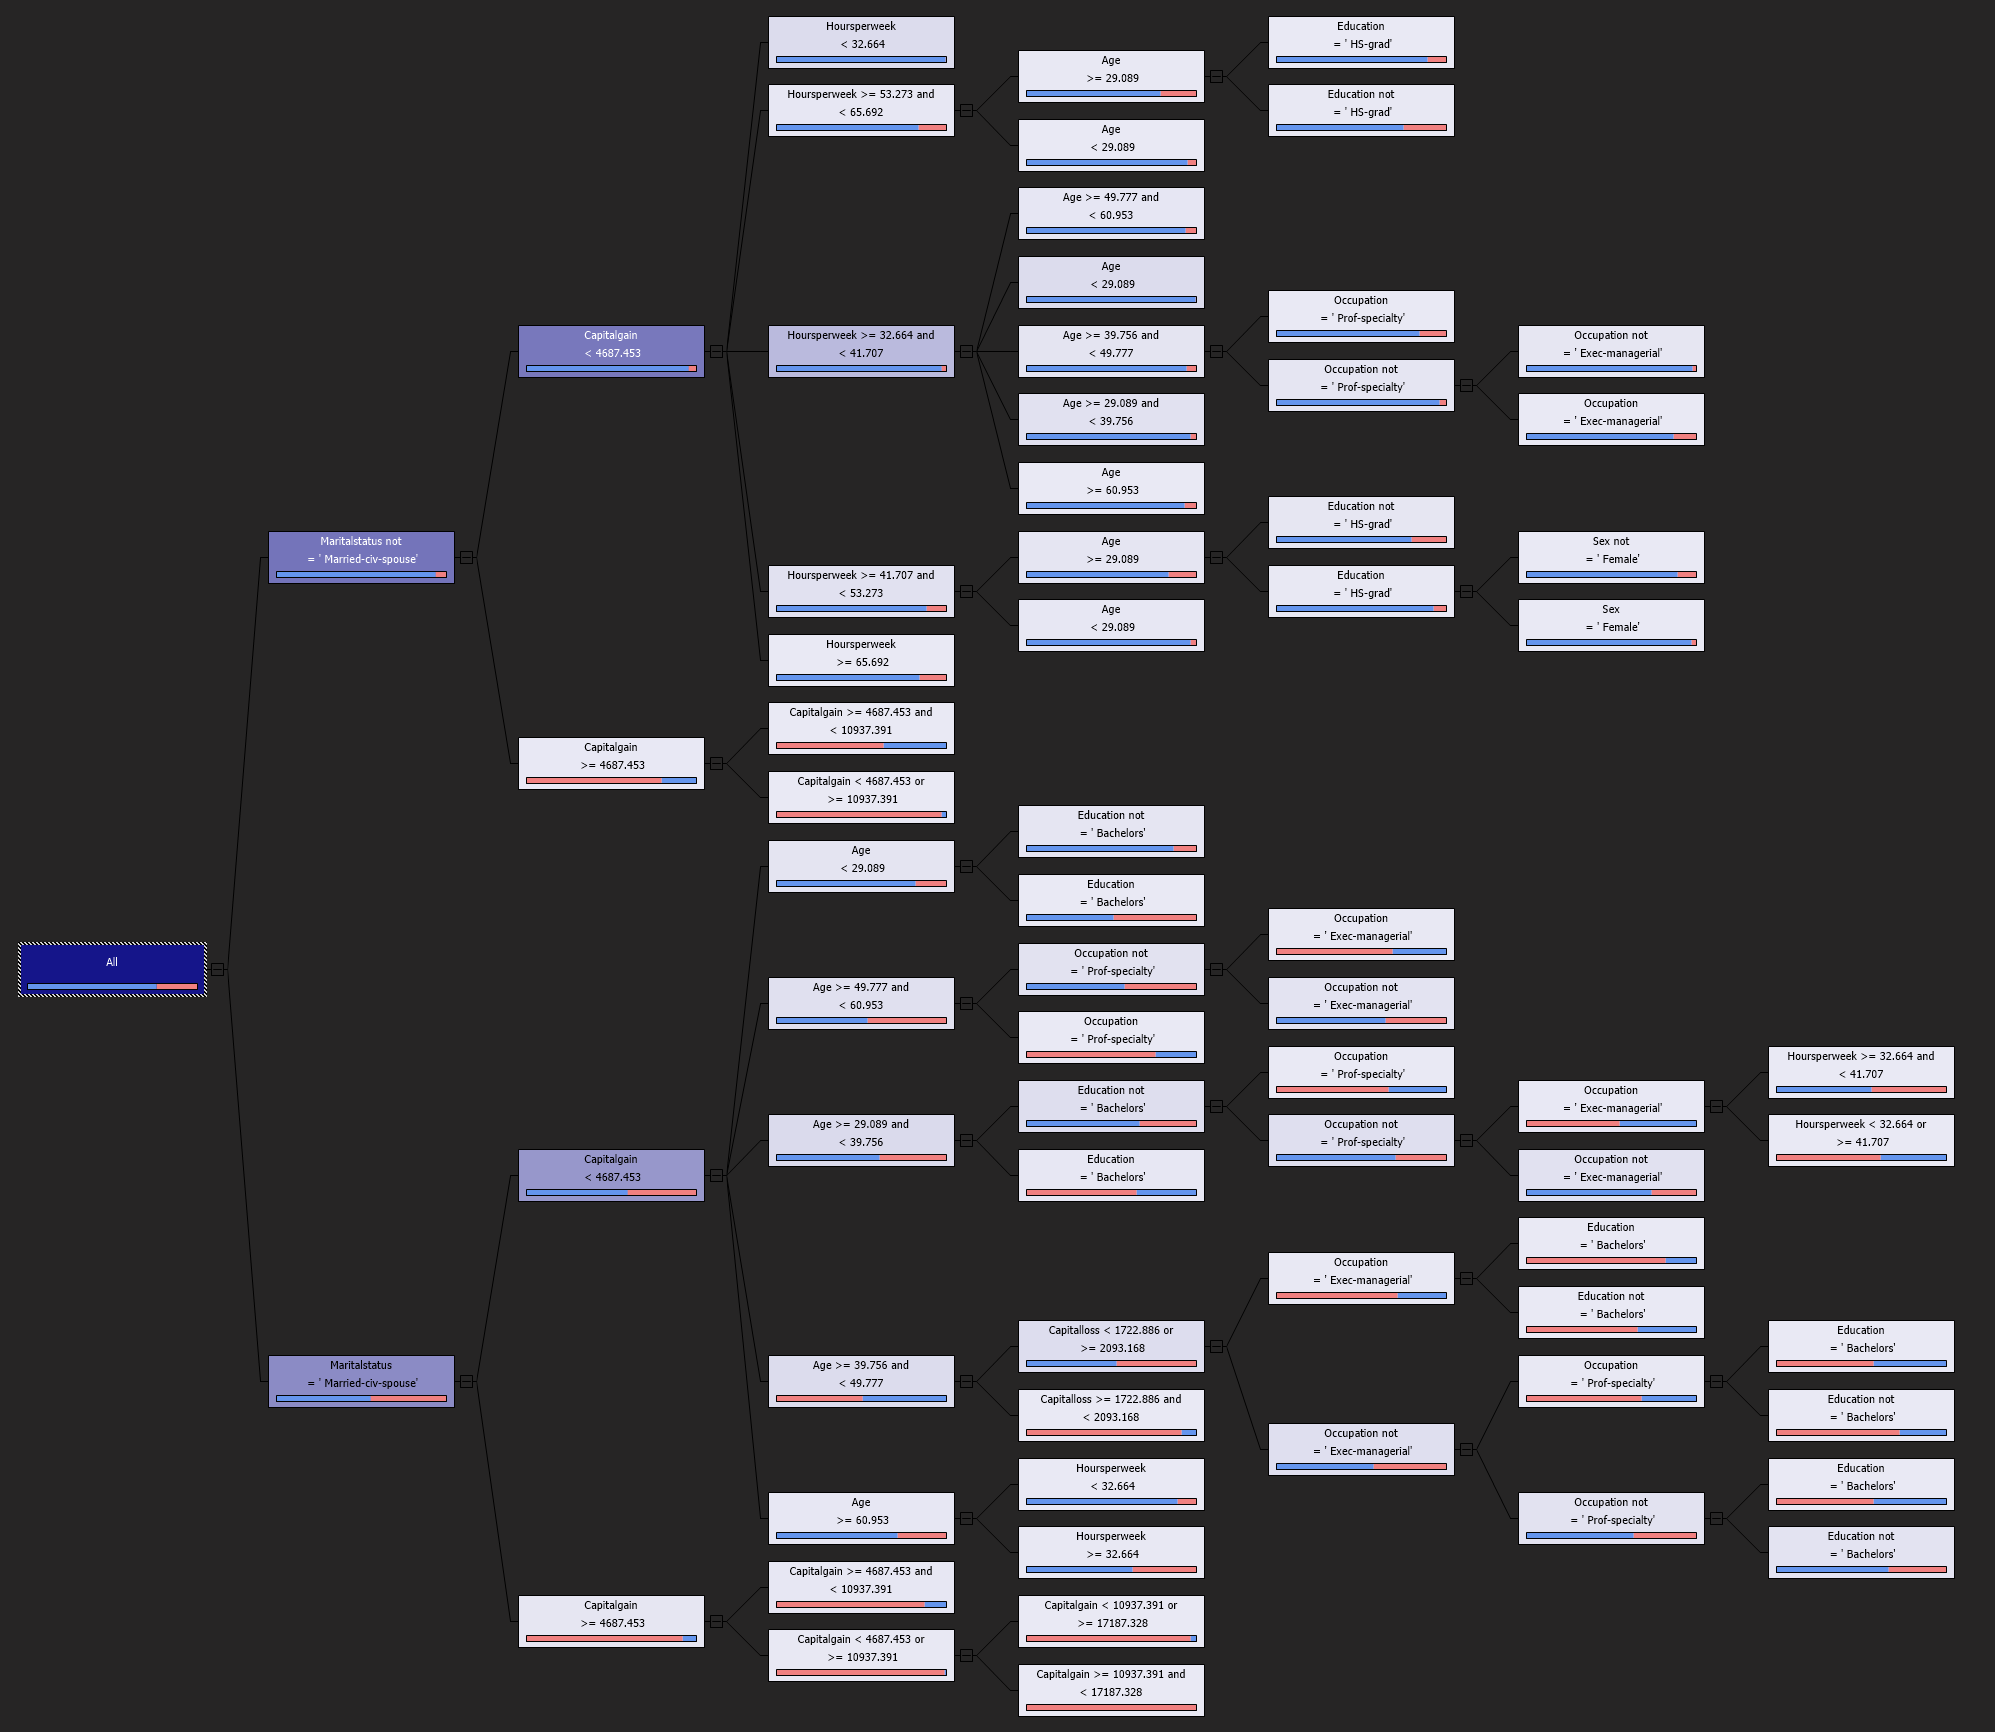 All
Maritalstatus not
= ' Married-civ-spouse'
Maritalstatus
= ' Married-civ-spouse'
Capitalgain
< 4687.453
Capitalgain
>= 4687.453
Capitalgain
< 4687.453
Capitalgain
>= 4687.453
Hoursperweek
< 32.664
Hoursperweek >= 53.273 and
< 65.692
Hoursperweek >= 32.664 and
< 41.707
Hoursperweek >= 41.707 and
< 53.273
Hoursperweek
>= 65.692
Capitalgain >= 4687.453 and
< 10937.391
Capitalgain < 4687.453 or
>= 10937.391
Age
< 29.089
Age >= 49.777 and
< 60.953
Age >= 29.089 and
< 39.756
Age >= 39.756 and
< 49.777
Age
>= 60.953
Capitalgain >= 4687.453 and
< 10937.391
Capitalgain < 4687.453 or
>= 10937.391
Age
>= 29.089
Age
< 29.089
Age >= 49.777 and
< 60.953
Age
< 29.089
Age >= 39.756 and
< 49.777
Age >= 29.089 and
< 39.756
Age
>= 60.953
Age
>= 29.089
Age
< 29.089
Education not
= ' Bachelors'
Education
= ' Bachelors'
Occupation not
= ' Prof-specialty'
Occupation
= ' Prof-specialty'
Education not
= ' Bachelors'
Education
= ' Bachelors'
Capitalloss < 1722.886 or
>= 2093.168
Capitalloss >= 1722.886 and
< 2093.168
Hoursperweek
< 32.664
Hoursperweek
>= 32.664
Capitalgain < 10937.391 or
>= 17187.328
Capitalgain >= 10937.391 and
< 17187.328
Education
= ' HS-grad'
Education not
= ' HS-grad'
Occupation
= ' Prof-specialty'
Occupation not
= ' Prof-specialty'
Education not
= ' HS-grad'
Education
= ' HS-grad'
Occupation
= ' Exec-managerial'
Occupation not
= ' Exec-managerial'
Occupation
= ' Prof-specialty'
Occupation not
= ' Prof-specialty'
Occupation
= ' Exec-managerial'
Occupation not
= ' Exec-managerial'
Occupation not
= ' Exec-managerial'
Occupation
= ' Exec-managerial'
Sex not
= ' Female'
Sex
= ' Female'
Occupation
= ' Exec-managerial'
Occupation not
= ' Exec-managerial'
Education
= ' Bachelors'
Education not
= ' Bachelors'
Occupation
= ' Prof-specialty'
Occupation not
= ' Prof-specialty'
Hoursperweek >= 32.664 and
< 41.707
Hoursperweek < 32.664 or
>= 41.707
Education
= ' Bachelors'
Education not
= ' Bachelors'
Education
= ' Bachelors'
Education not
= ' Bachelors'